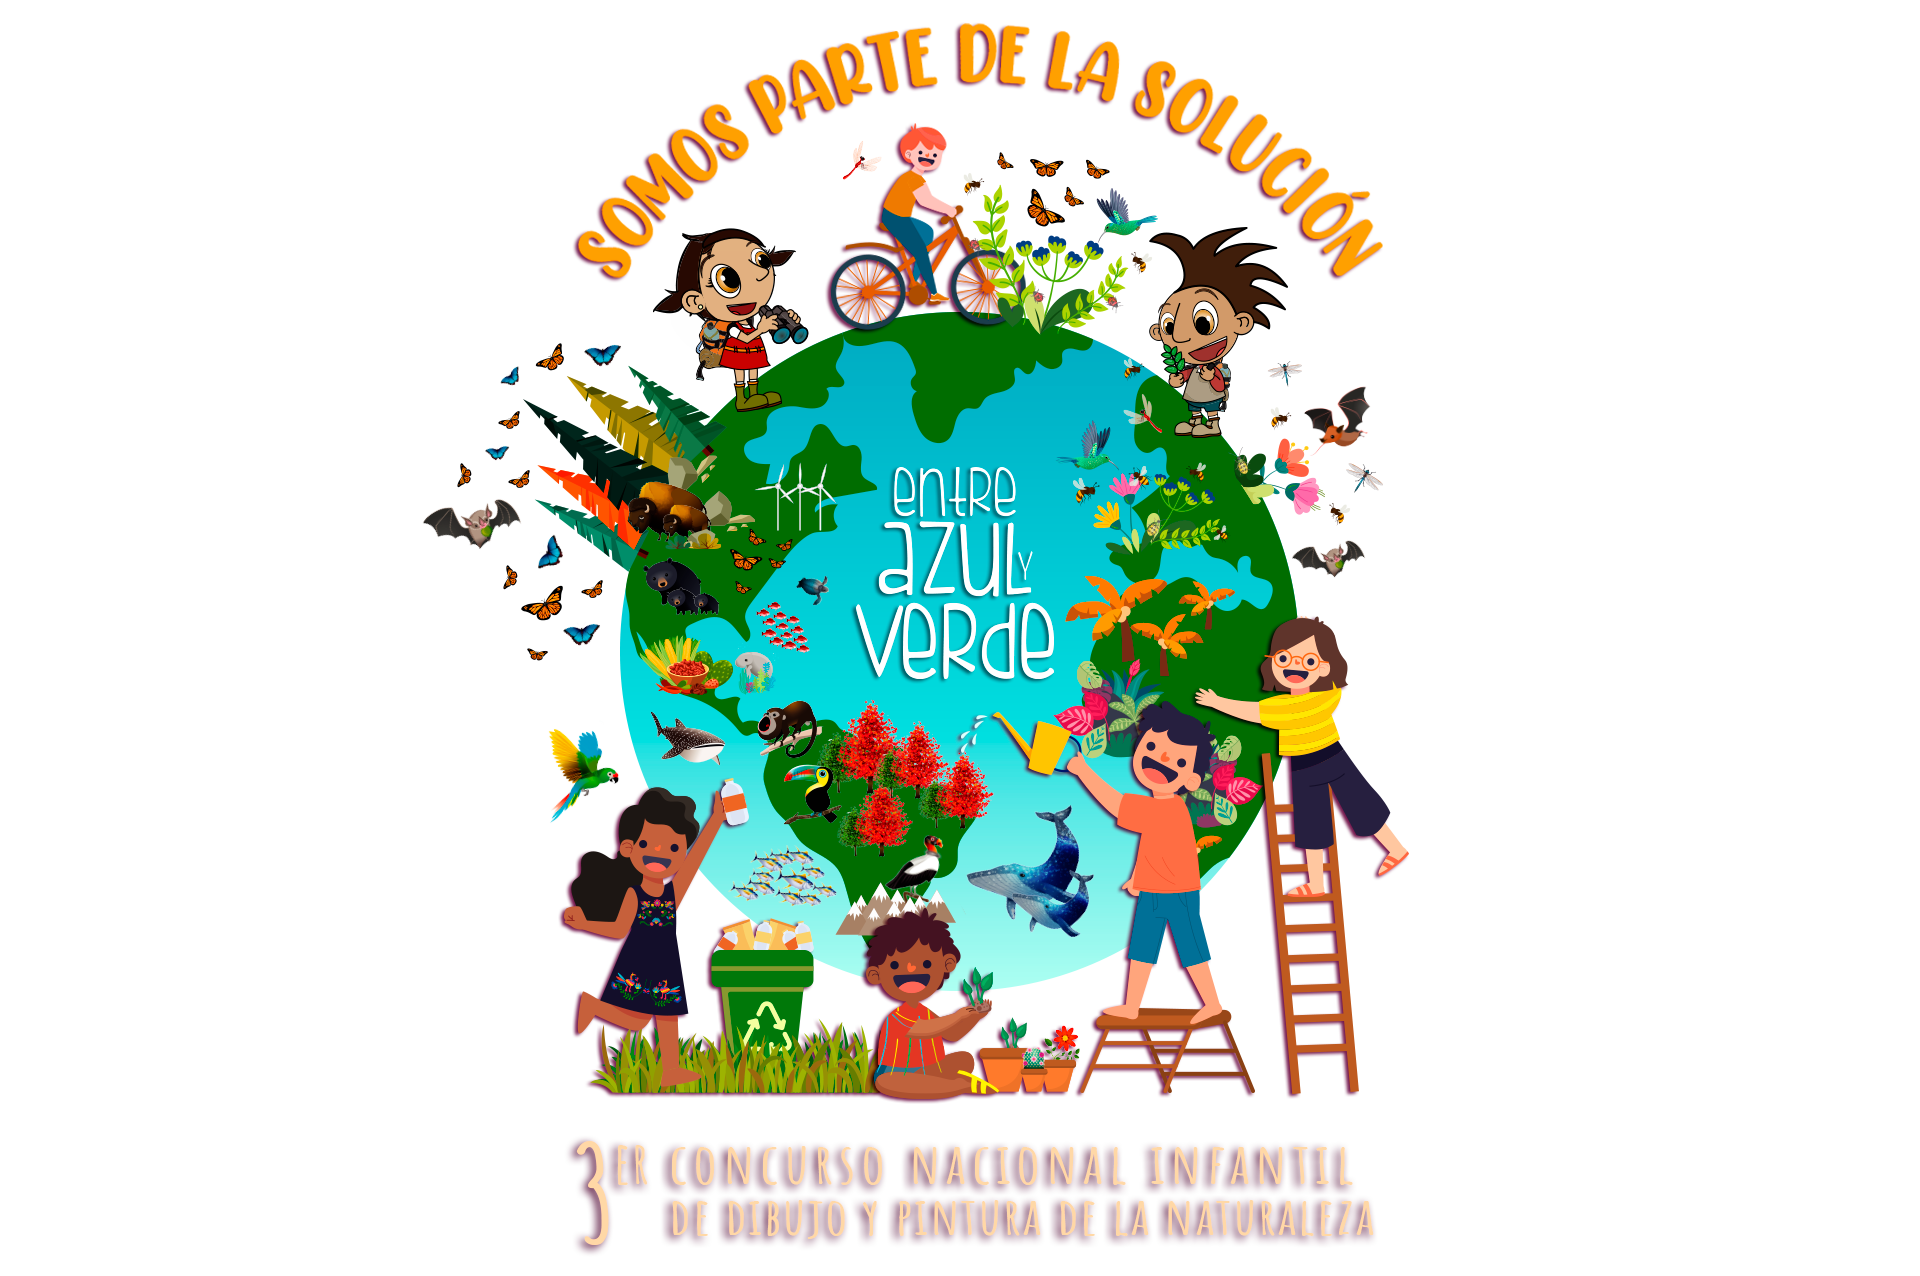 SOMOS PARTE DE LA SOLUCIÓN
entre
AZUL Y
VERDE
3ER CONCURSO NACIONAL INFANTIL
DE DIBUJO Y PINTURA DE LA NATURALEZA